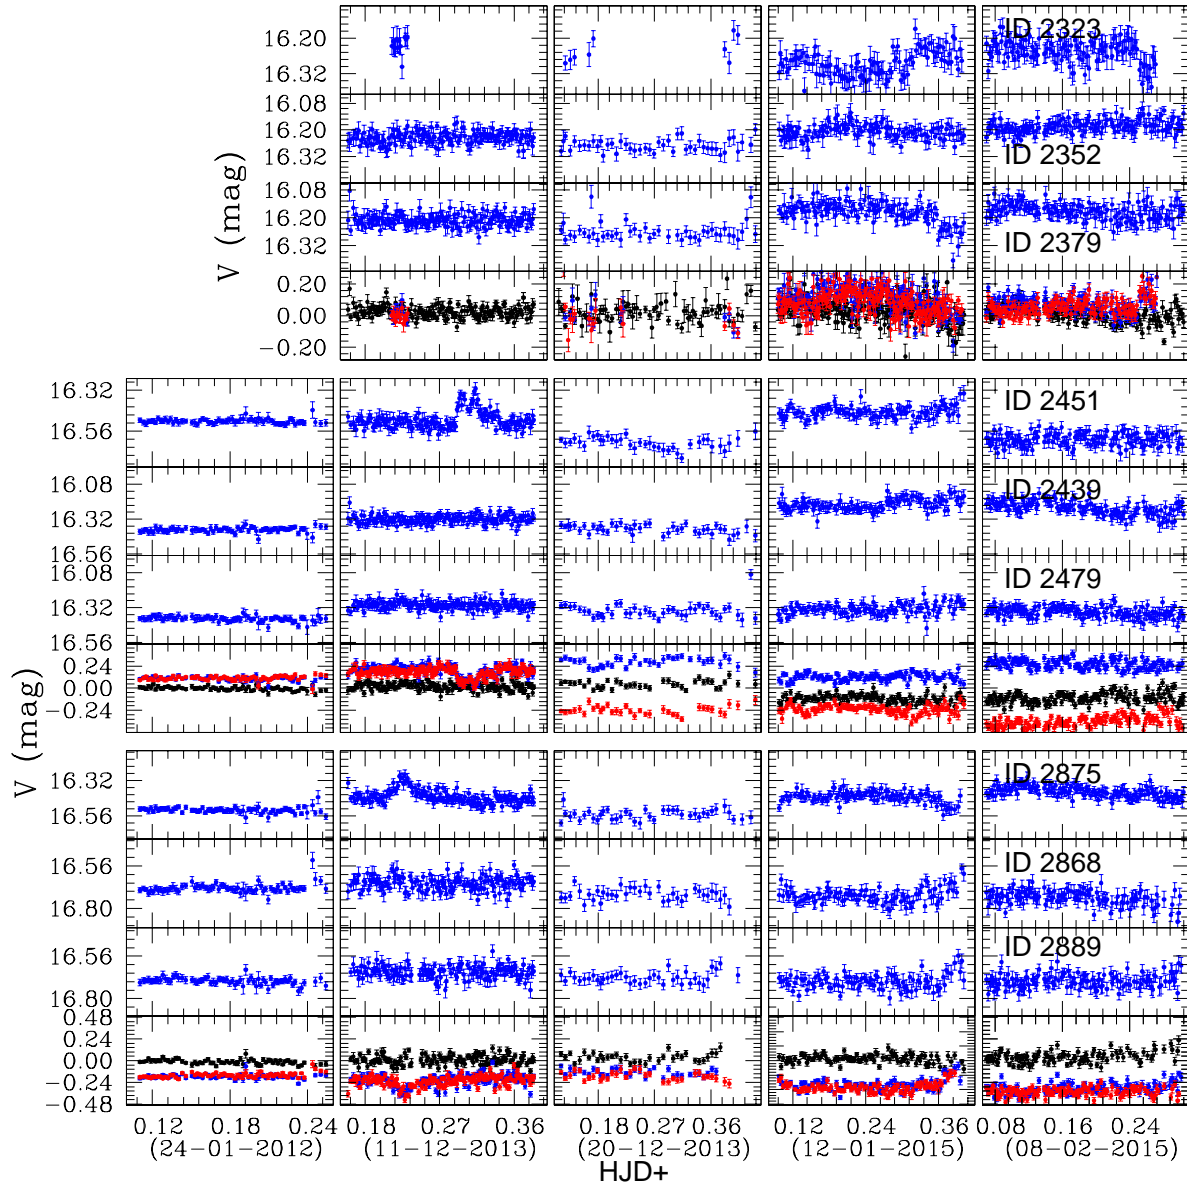 ID 2323
16.20
16.32
16.08
16.20
16.32
ID 2352
16.08
16.20
16.32
ID 2379
0.20
0.00
−0.20
V (mag)
ID 2451
16.32
16.56
ID 2439
16.08
16.32
16.56
ID 2479
16.08
16.32
16.56
0.24
0.00
−0.24
V (mag)
ID 2875
16.32
16.56
ID 2868
16.56
16.80
ID 2889
16.56
16.80
0.48
0.24
0.00
−0.24
−0.48
0.12 0.18 0.24 0.18 0.27 0.36 0.18 0.27 0.36 0.12 0.24 0.36 0.08 0.16 0.24
(24-01-2012) (11-12-2013) (20-12-2013) (12-01-2015) (08-02-2015)
HJD+